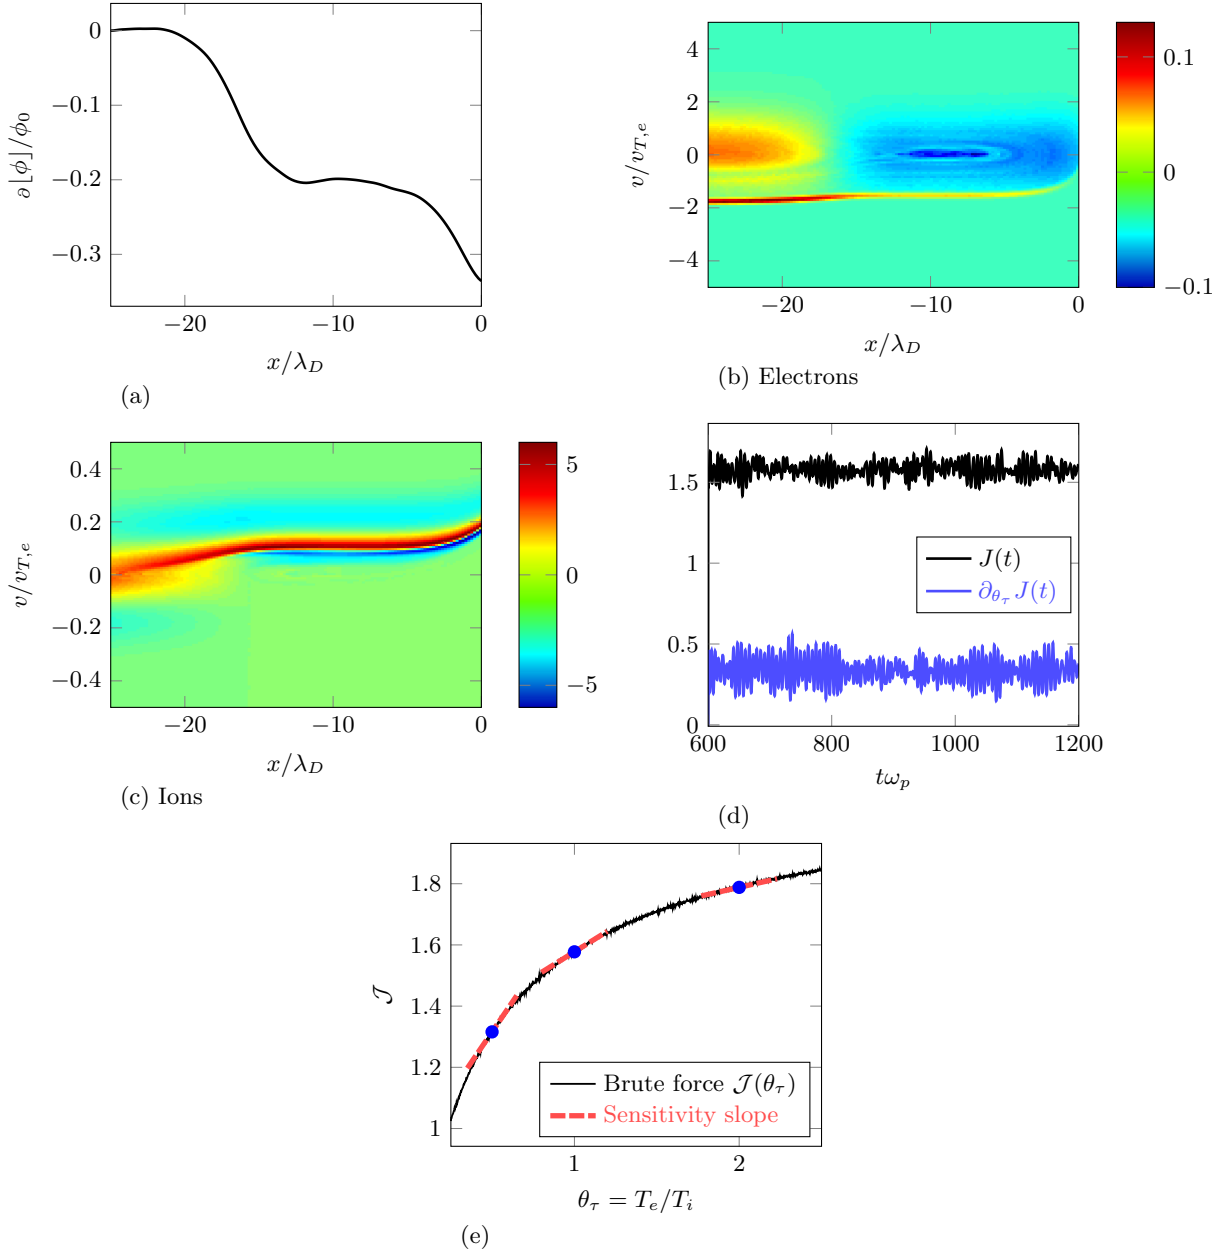 0
−0.1
−0.2
−0.3
∂⌊ϕ⌋/ϕ0
−20
−10
0
x/λD
(a)
4
2
0
−2
−4
v/vT,e
−20
−10
0
x/λD
0.1
0
−0.1
(b) Electrons
0.4
0.2
0
−0.2
−0.4
v/vT,e
−20
−10
0
x/λD
5
0
−5
(c) Ions
1.5
1
0.5
0
J(t)
∂θτ J(t)
600
800
1000
1200
tωp
(d)
1.8
1.6
1.4
1.2
1
𝒥
Brute force 𝒥(θτ)
Sensitivity slope
1
2
θτ = Te/Ti
(e)